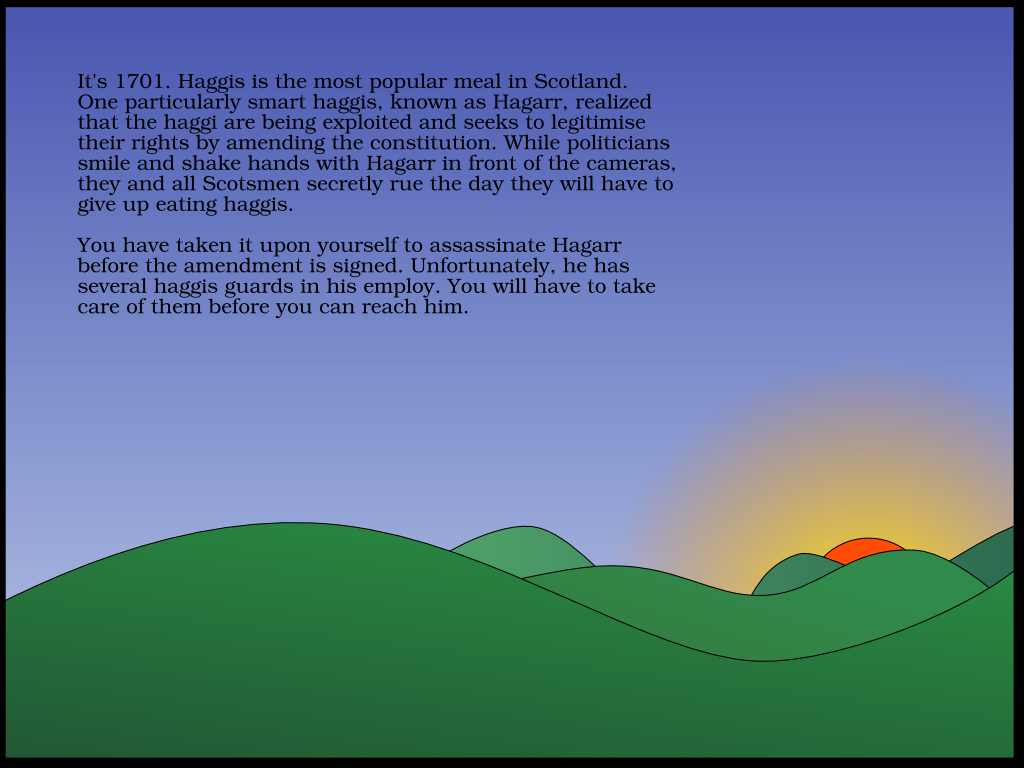 It's 1701. Haggis is the most popular meal in Scotland.
One particularly smart haggis, known as Hagarr, realized
that the haggi are being exploited and seeks to legitimise
their rights by amending the constitution. While politicians
smile and shake hands with Hagarr in front of the cameras,
they and all Scotsmen secretly rue the day they will have to
give up eating haggis.
You have taken it upon yourself to assassinate Hagarr
before the amendment is signed. Unfortunately, he has
several haggis guards in his employ. You will have to take
care of them before you can reach him.